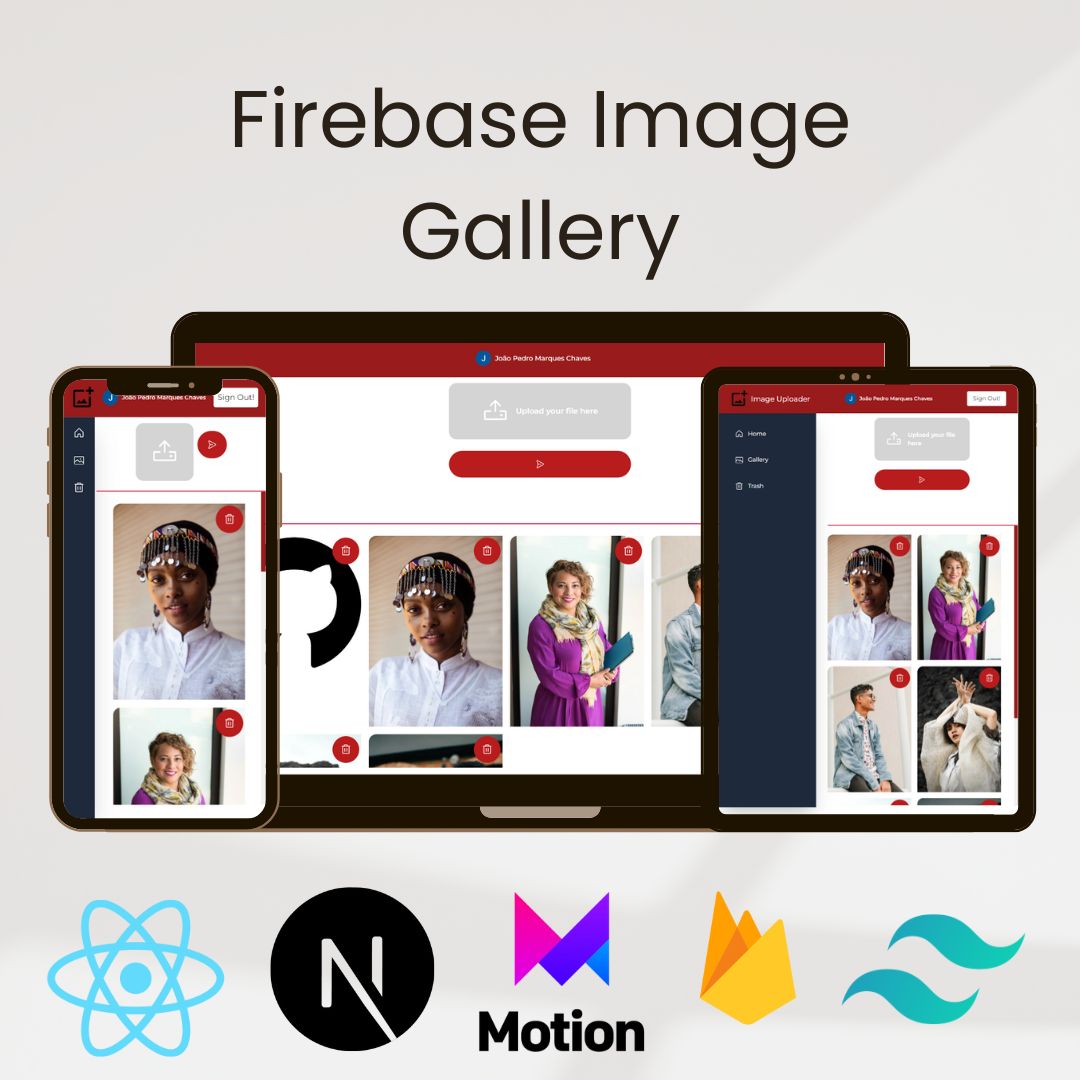 Firebase Image
Gallery
J João Pedro Marques Chaves
Upload your file here
J João Pedro Marques Chaves
Sign Out!
Image Uploader
J João Pedro Marques Chaves
Sign Out!
Home
Gallery
Trash
Upload your file
here
N
Motion